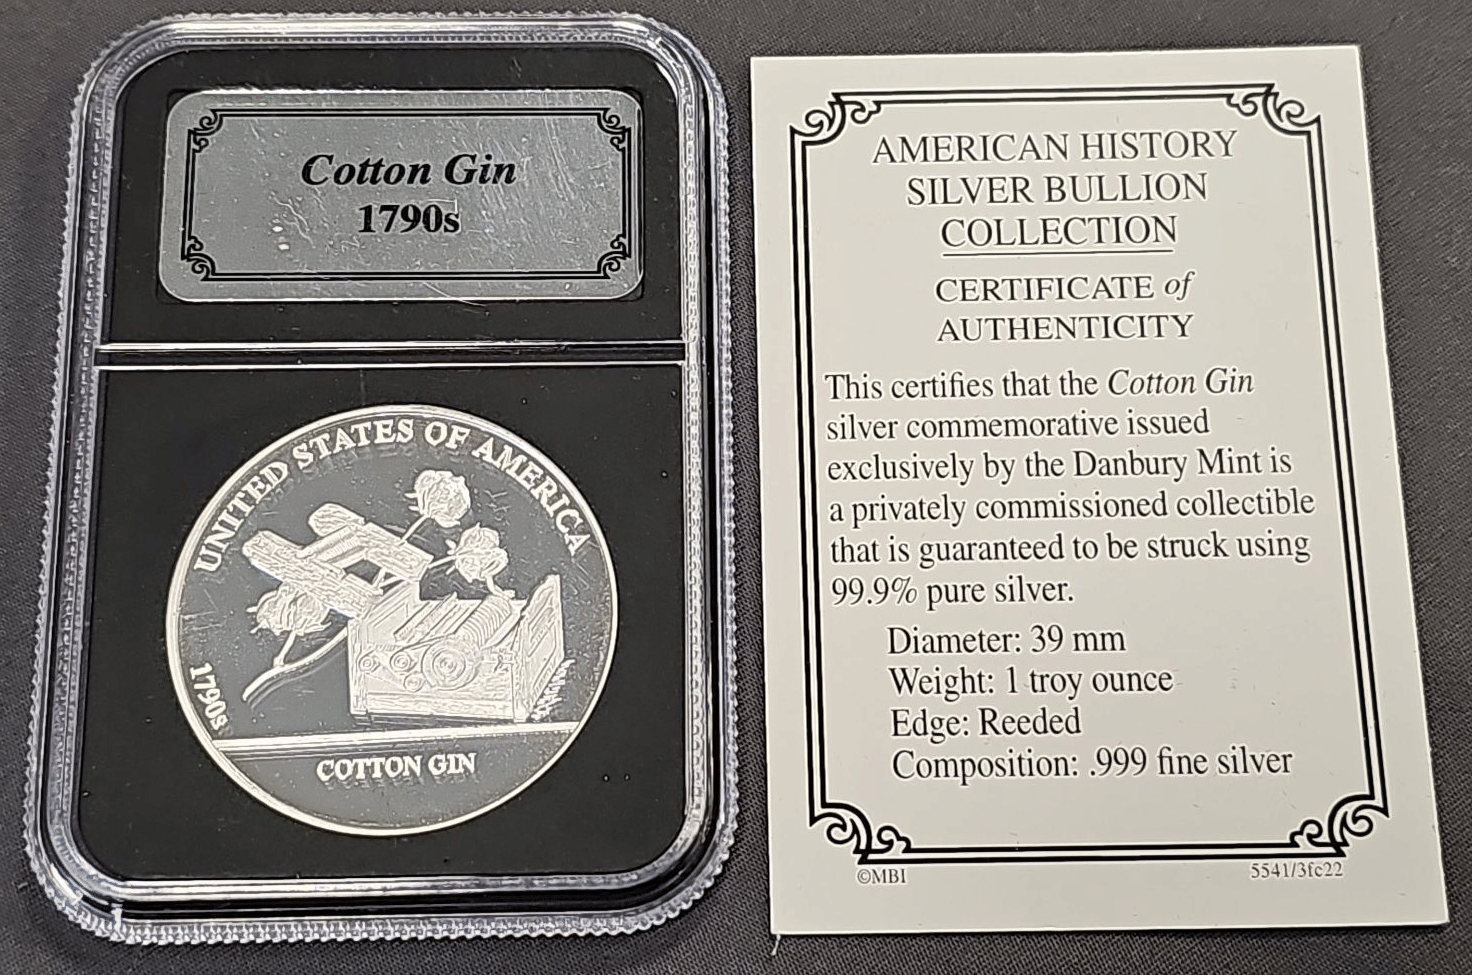 Cotton Gin
1790s
UNITED STATES OF AMERICA
1790s
COTTON GIN
AMERICAN HISTORY
SILVER BULLION
COLLECTION
CERTIFICATE of
AUTHENTICITY
This certifies that the Cotton Gin
silver commemorative issued
exclusively by the Danbury Mint is
a privately commissioned collectible
that is guaranteed to be struck using
99.9% pure silver.
Diameter: 39 mm
Weight: 1 troy ounce
Edge: Reeded
Composition: .999 fine silver
©MBI
5541/3fc22